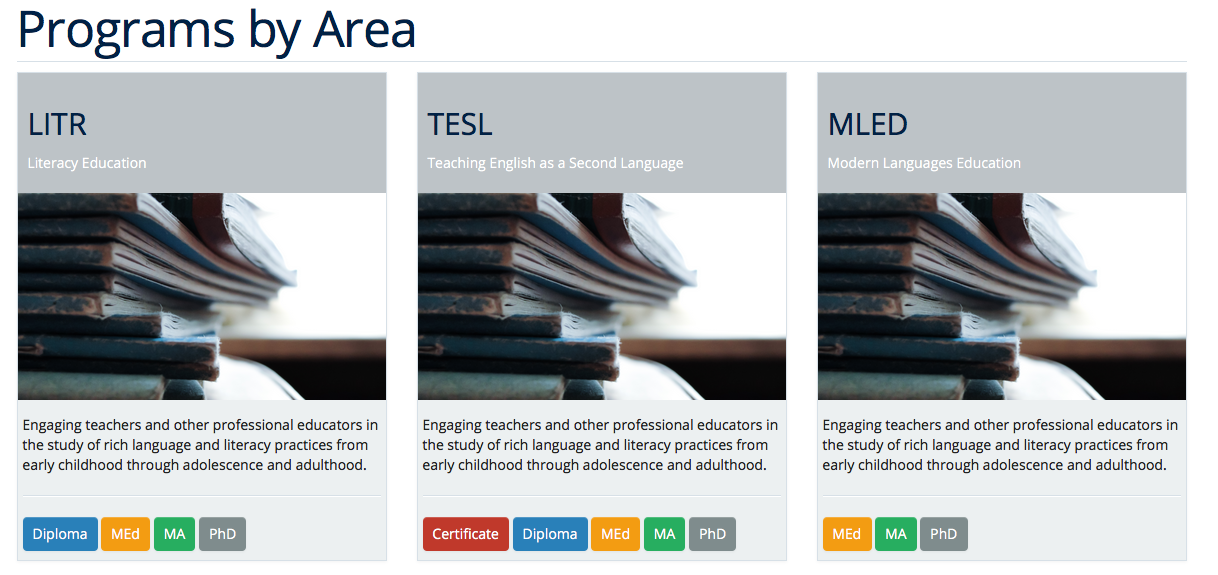 Programs by Area
LITR
Literacy Education
Engaging teachers and other professional educators in
the study of rich language and literacy practices from
early childhood through adolescence and adulthood.
Diploma MEd MA PhD
TESL
Teaching English as a Second Language
Engaging teachers and other professional educators in
the study of rich language and literacy practices from
early childhood through adolescence and adulthood.
Certificate Diploma MEd MA PhD
MLED
Modern Languages Education
Engaging teachers and other professional educators in
the study of rich language and literacy practices from
early childhood through adolescence and adulthood.
MEd MA PhD